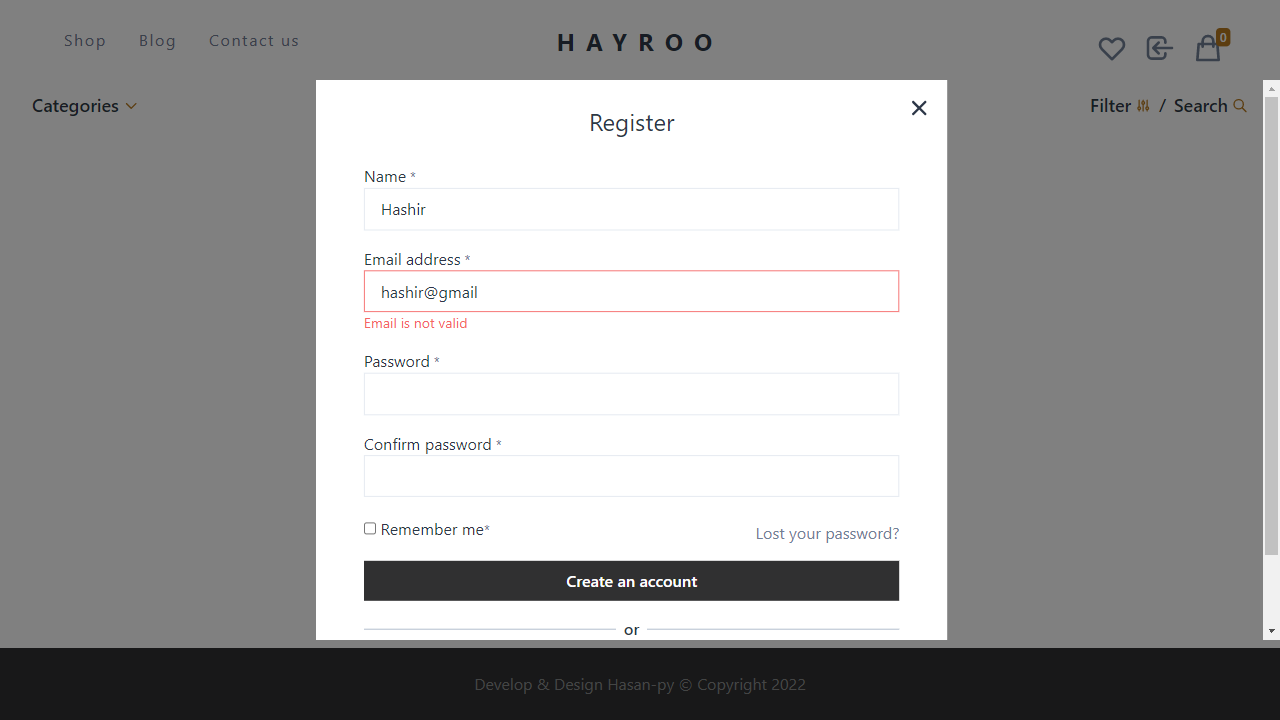 Shop Blog Contact us HAYROO 0
Categories Filter / Search
Register
Name *
Hashir
Email address *
hashir@gmail
Email is not valid
Password *
Confirm password *
Remember me* Lost your password?
Create an account
or
Develop & Design Hasan-py © Copyright 2022